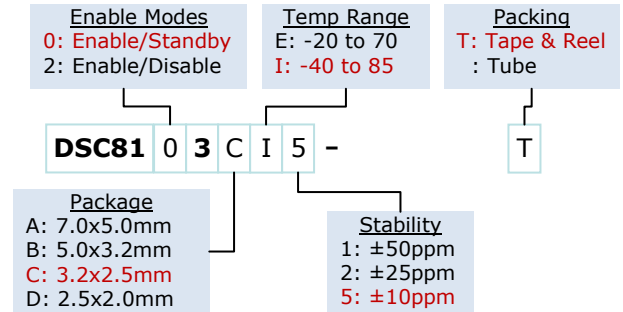 Enable Modes
0: Enable/Standby
2: Enable/Disable
Temp Range
E: -20 to 70
I: -40 to 85
Packing
T: Tape & Reel
: Tube
DSC81 0 3 C I 5 – T
Package
A: 7.0x5.0mm
B: 5.0x3.2mm
C: 3.2x2.5mm
D: 2.5x2.0mm
Stability
1: ±50ppm
2: ±25ppm
5: ±10ppm